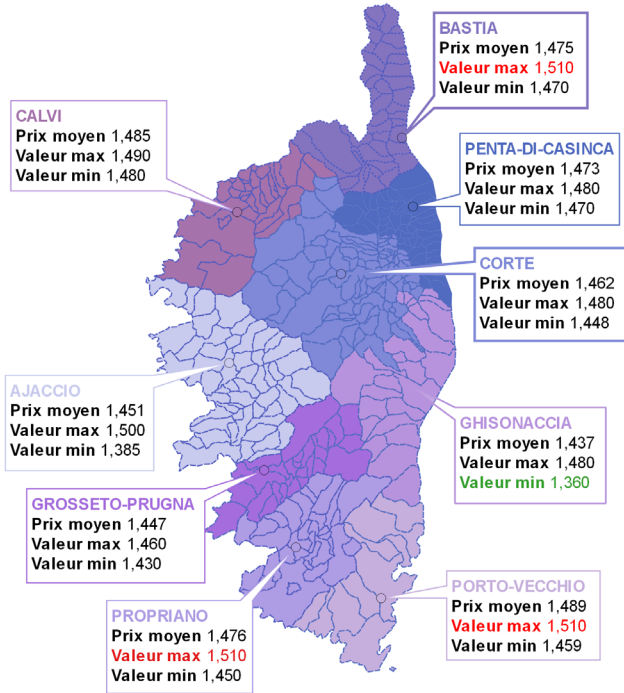 BASTIA
Prix moyen 1,475
Valeur max 1,510
Valeur min 1,470
CALVI
Prix moyen 1,485
Valeur max 1,490
Valeur min 1,480
PENTA-DI-CASINCA
Prix moyen 1,473
Valeur max 1,480
Valeur min 1,470
CORTE
Prix moyen 1,462
Valeur max 1,480
Valeur min 1,448
AJACCIO
Prix moyen 1,451
Valeur max 1,500
Valeur min 1,385
GHISONACCIA
Prix moyen 1,437
Valeur max 1,480
Valeur min 1,360
GROSSETO-PRUGNA
Prix moyen 1,447
Valeur max 1,460
Valeur min 1,430
PORTO-VECCHIO
Prix moyen 1,489
Valeur max 1,510
Valeur min 1,459
PROPRIANO
Prix moyen 1,476
Valeur max 1,510
Valeur min 1,450